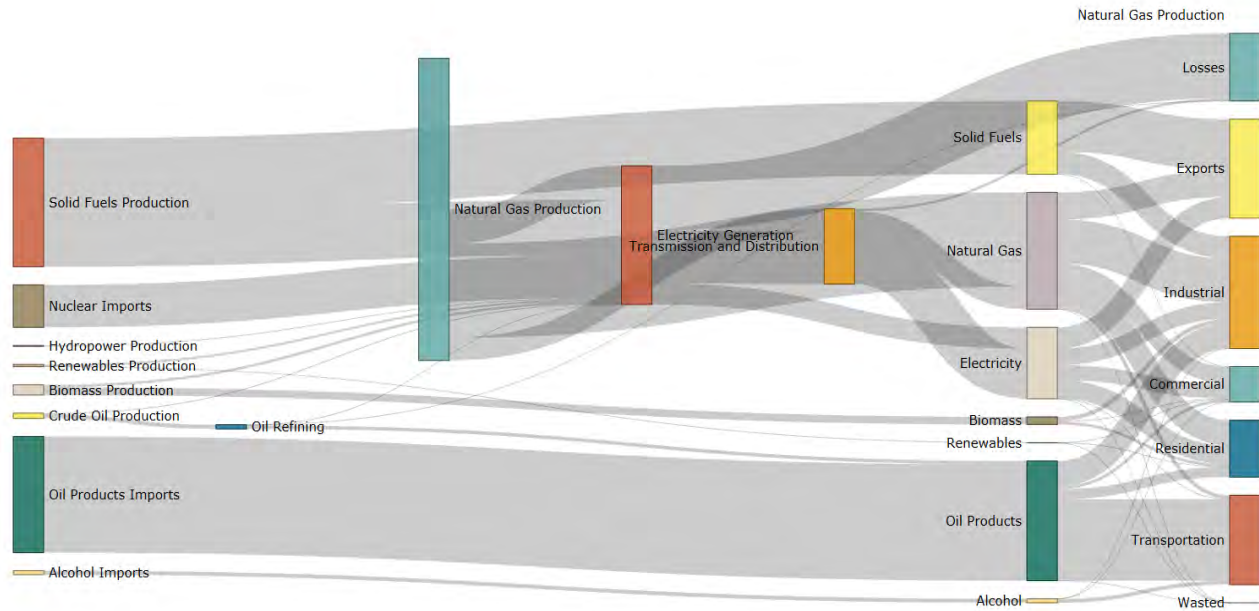 Natural Gas Production
Losses
Solid Fuels
Exports
Solid Fuels Production
Natural Gas Production
Electricity Generation
Transmission and Distribution
Natural Gas
Industrial
Nuclear Imports
Hydropower Production
Renewables Production
Electricity
Biomass Production
Commercial
Crude Oil Production
Oil Refining
Biomass
Renewables
Residential
Oil Products Imports
Oil Products
Transportation
Alcohol Imports
Alcohol
Wasted